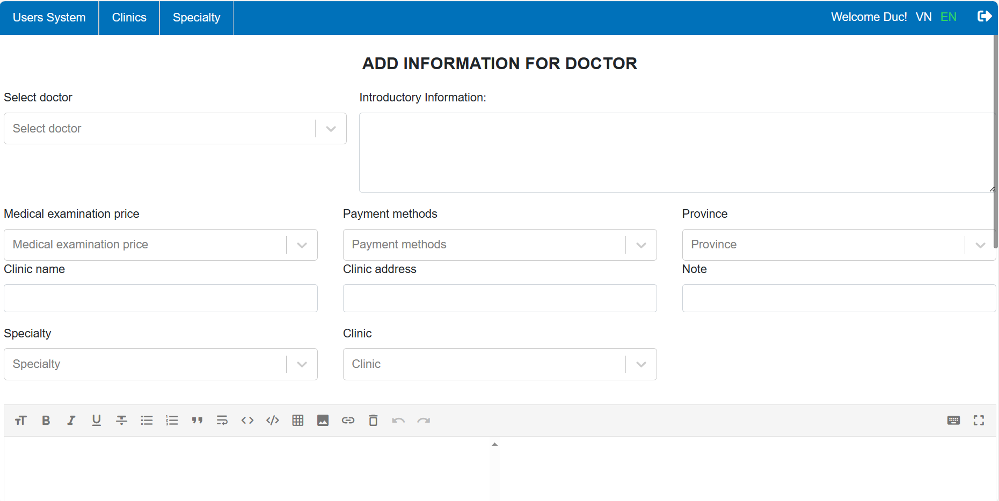 Users System Clinics Specialty Welcome Duc! VN EN
ADD INFORMATION FOR DOCTOR
Select doctor Introductory Information:
Select doctor
Medical examination price Payment methods Province
Medical examination price Payment methods Province
Clinic name Clinic address Note
Specialty Clinic
Specialty Clinic